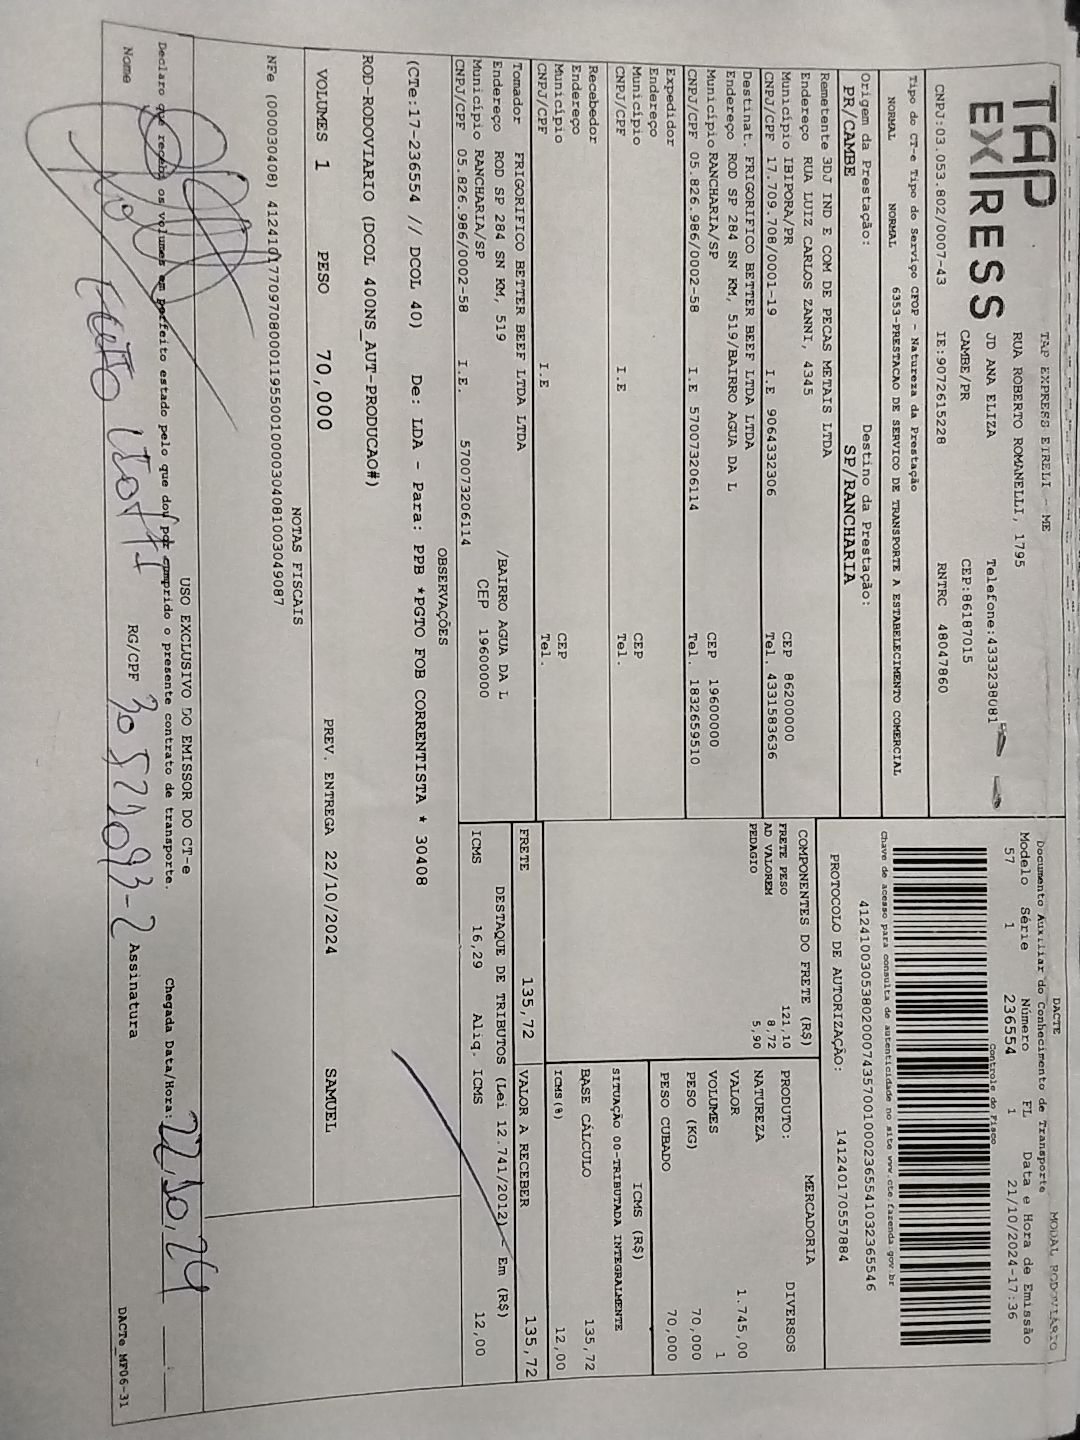 TAP EXPRESS
TAP EXPRESS EIRELI - ME
RUA ROBERTO ROMANELLI, 1795
JD ANA ELIZA Telefone:4333238081
CAMBE/PR CEP:86187015
CNPJ:03.053.802/0007-43 IE:9072615228 RNTRC 48047860
DACTE MODAL RODOVIÁRIO
Documento Auxiliar do Conhecimento de Transporte
Modelo Série Número FL Data e Hora de Emissão
57 1 236554 1 21/10/2024-17:36
Controle do Fisco
Chave de acesso para consulta de autenticidade no site www.cte.fazenda.gov.br
41241003053802000743570010002365541032365546
PROTOCOLO DE AUTORIZAÇÃO: 141240170557884
Tipo do CT-e Tipo do Serviço CFOP - Natureza da Prestação
NORMAL NORMAL 6353-PRESTACAO DE SERVICO DE TRANSPORTE A ESTABELECIMENTO COMERCIAL
Origem da Prestação: Destino da Prestação:
PR/CAMBE SP/RANCHARIA
Remetente 3DJ IND E COM DE PECAS METAIS LTDA
Endereço RUA LUIZ CARLOS ZANNI, 4345
Município IBIPORA/PR CEP 86200000
CNPJ/CPF 17.709.708/0001-19 I.E 9064332306 Tel. 4331583636
Destinat. FRIGORIFICO BETTER BEEF LTDA LTDA
Endereço ROD SP 284 SN KM, 519/BAIRRO AGUA DA L
Município RANCHARIA/SP CEP 19600000
CNPJ/CPF 05.826.986/0002-58 I.E 570073206114 Tel. 1832659510
Expedidor
Endereço
Município CEP
CNPJ/CPF I.E Tel.
Recebedor
Endereço
Município CEP
CNPJ/CPF I.E Tel.
Tomador FRIGORIFICO BETTER BEEF LTDA LTDA
Endereço ROD SP 284 SN KM, 519 /BAIRRO AGUA DA L
Município RANCHARIA/SP CEP 19600000
CNPJ/CPF 05.826.986/0002-58 I.E. 570073206114
COMPONENTES DO FRETE (R$)
FRETE PESO 121,10
AD VALOREM 8,72
PEDAGIO 5,90
MERCADORIA
PRODUTO: DIVERSOS
NATUREZA
VALOR 1.745,00
VOLUMES 1
PESO (KG) 70,000
PESO CUBADO 70,000
ICMS (R$)
SITUAÇÃO 00-TRIBUTADA INTEGRALMENTE
BASE CÁLCULO 135,72
ICMS(%) 12,00
FRETE 135,72 VALOR A RECEBER 135,72
DESTAQUE DE TRIBUTOS (Lei 12.741/2012) - Em (R$)
ICMS 16,29 Aliq. ICMS 12,00
OBSERVAÇÕES
(CTe:17-236554 // DCOL 40) De: LDA - Para: PPB *PGTO FOB CORRENTISTA * 30408
ROD-RODOVIARIO (DCOL 400NS_AUT-PRODUCAO#)
VOLUMES 1 PESO 70,000 PREV. ENTREGA 22/10/2024 SAMUEL
NOTAS FISCAIS
NFe (000030408) 41241017709708000119550010000304081003049087
USO EXCLUSIVO DO EMISSOR DO CT-e
Declaro que recebi os volumes em perfeito estado pelo que dou por cumprido o presente contrato de transporte. Chegada Data/Hora: 22.10.24
Nome RG/CPF 30521093-2 Assinatura
DACTe_MF06-31